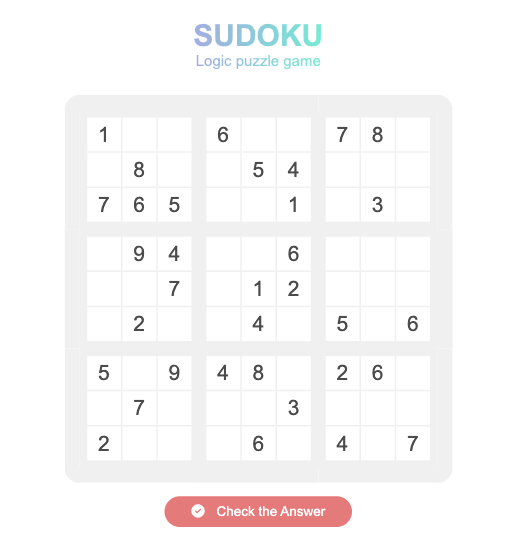 SUDOKU
Logic puzzle game
1 6 7 8
8 5 4
7 6 5 1 3
9 4 6
7 1 2
2 4 5 6
5 9 4 8 2 6
7 3
2 6 4 7
Check the Answer